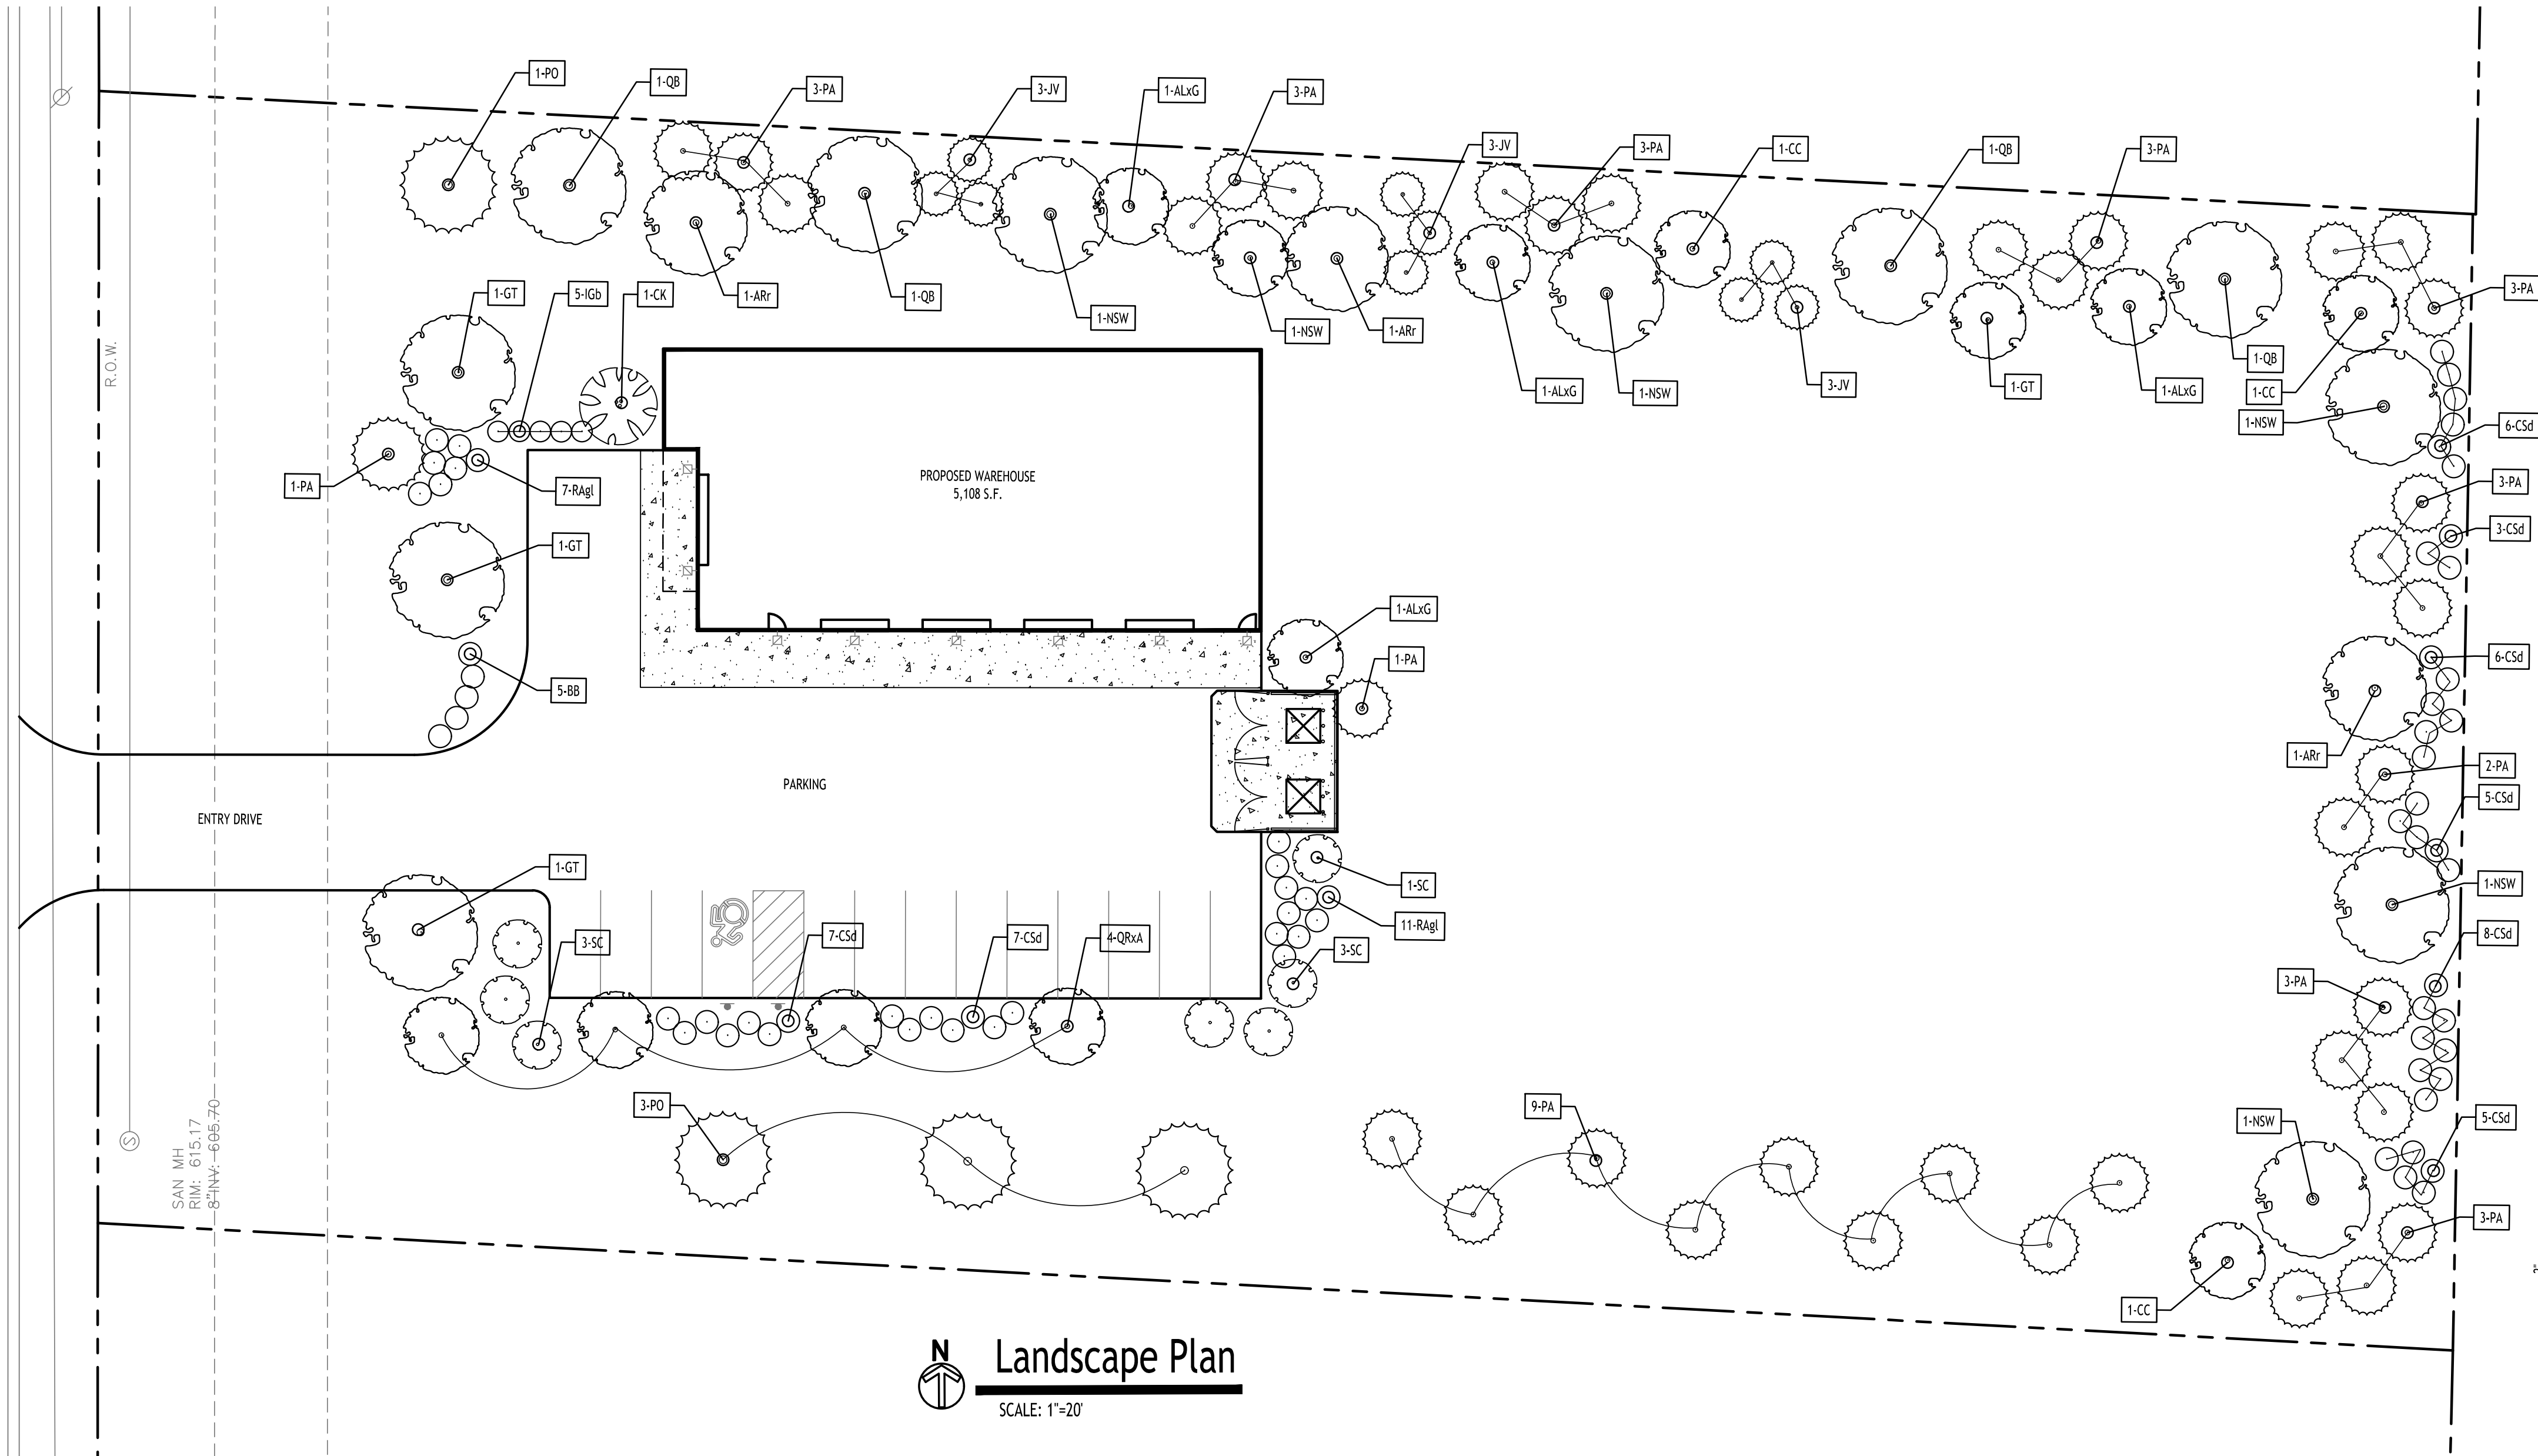 1-PO
1-QB
3-PA
3-JV
1-ALxG
3-PA
3-JV
3-PA
1-CC
1-QB
3-PA
1-GT
5-IGb
1-CK
1-ARr
1-QB
1-NSW
1-NSW
1-ARr
1-ALxG
1-NSW
3-JV
1-GT
1-ALxG
1-QB
1-CC
1-NSW
3-PA
6-CSd
R.O.W.
1-PA
7-RAgl
1-GT
5-BB
PROPOSED WAREHOUSE
5,108 S.F.
3-PA
3-CSd
1-ALxG
1-PA
6-CSd
1-ARr
2-PA
5-CSd
PARKING
ENTRY DRIVE
1-GT
3-SC
7-CSd
7-CSd
4-QRxA
1-SC
11-RAgl
3-SC
1-NSW
8-CSd
3-PA
3-PO
9-PA
1-NSW
5-CSd
3-PA
1-CC
S
SAN MH
RIM: 615.17
8"INV: 605.70
N
Landscape Plan
SCALE: 1"=20'